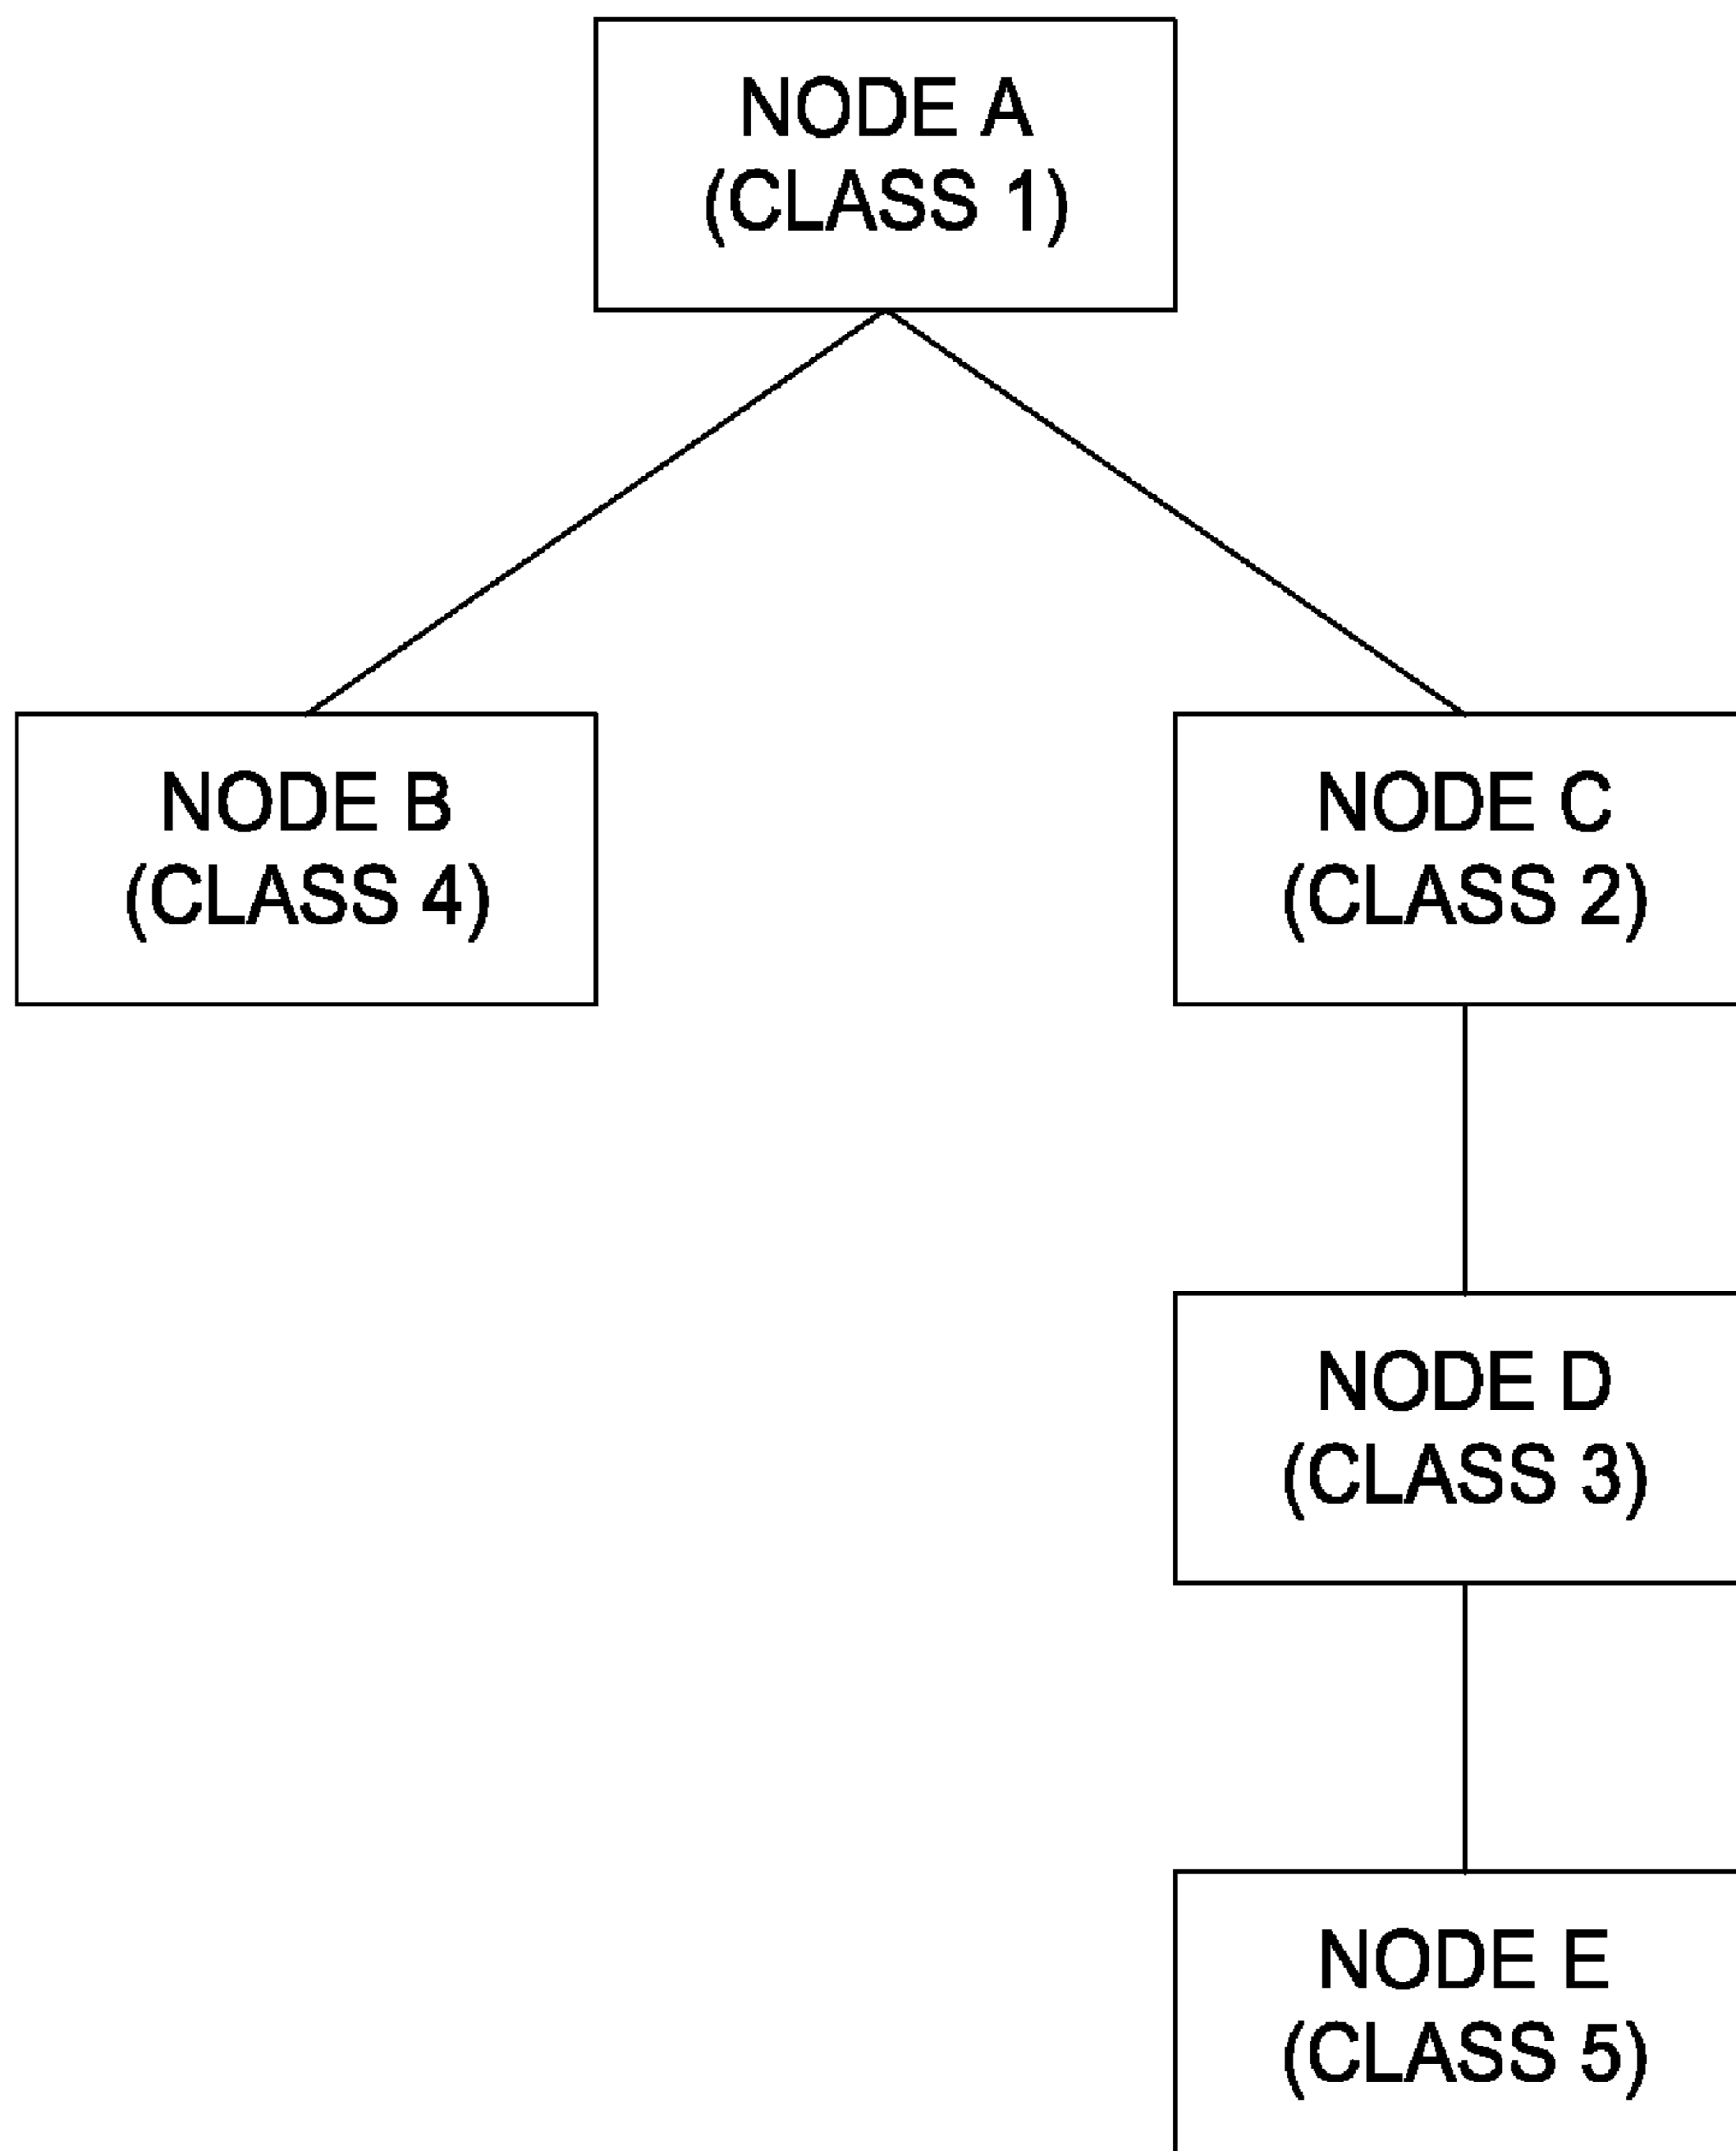 NODE A
(CLASS 1)
NODE B
(CLASS 4)
NODE C
(CLASS 2)
NODE D
(CLASS 3)
NODE E
(CLASS 5)